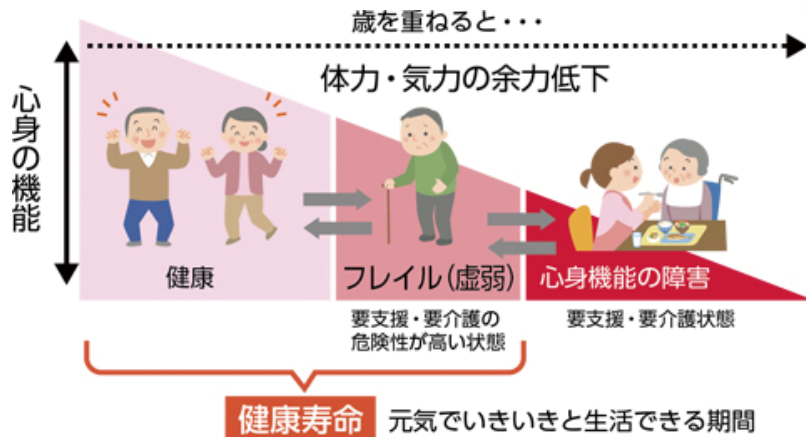 歳を重ねると・・・
体力・気力の余力低下
心身の機能
健康
フレイル(虚弱)
心身機能の障害
要支援・要介護の
危険性が高い状態
要支援・要介護状態
健康寿命 元気でいきいきと生活できる期間